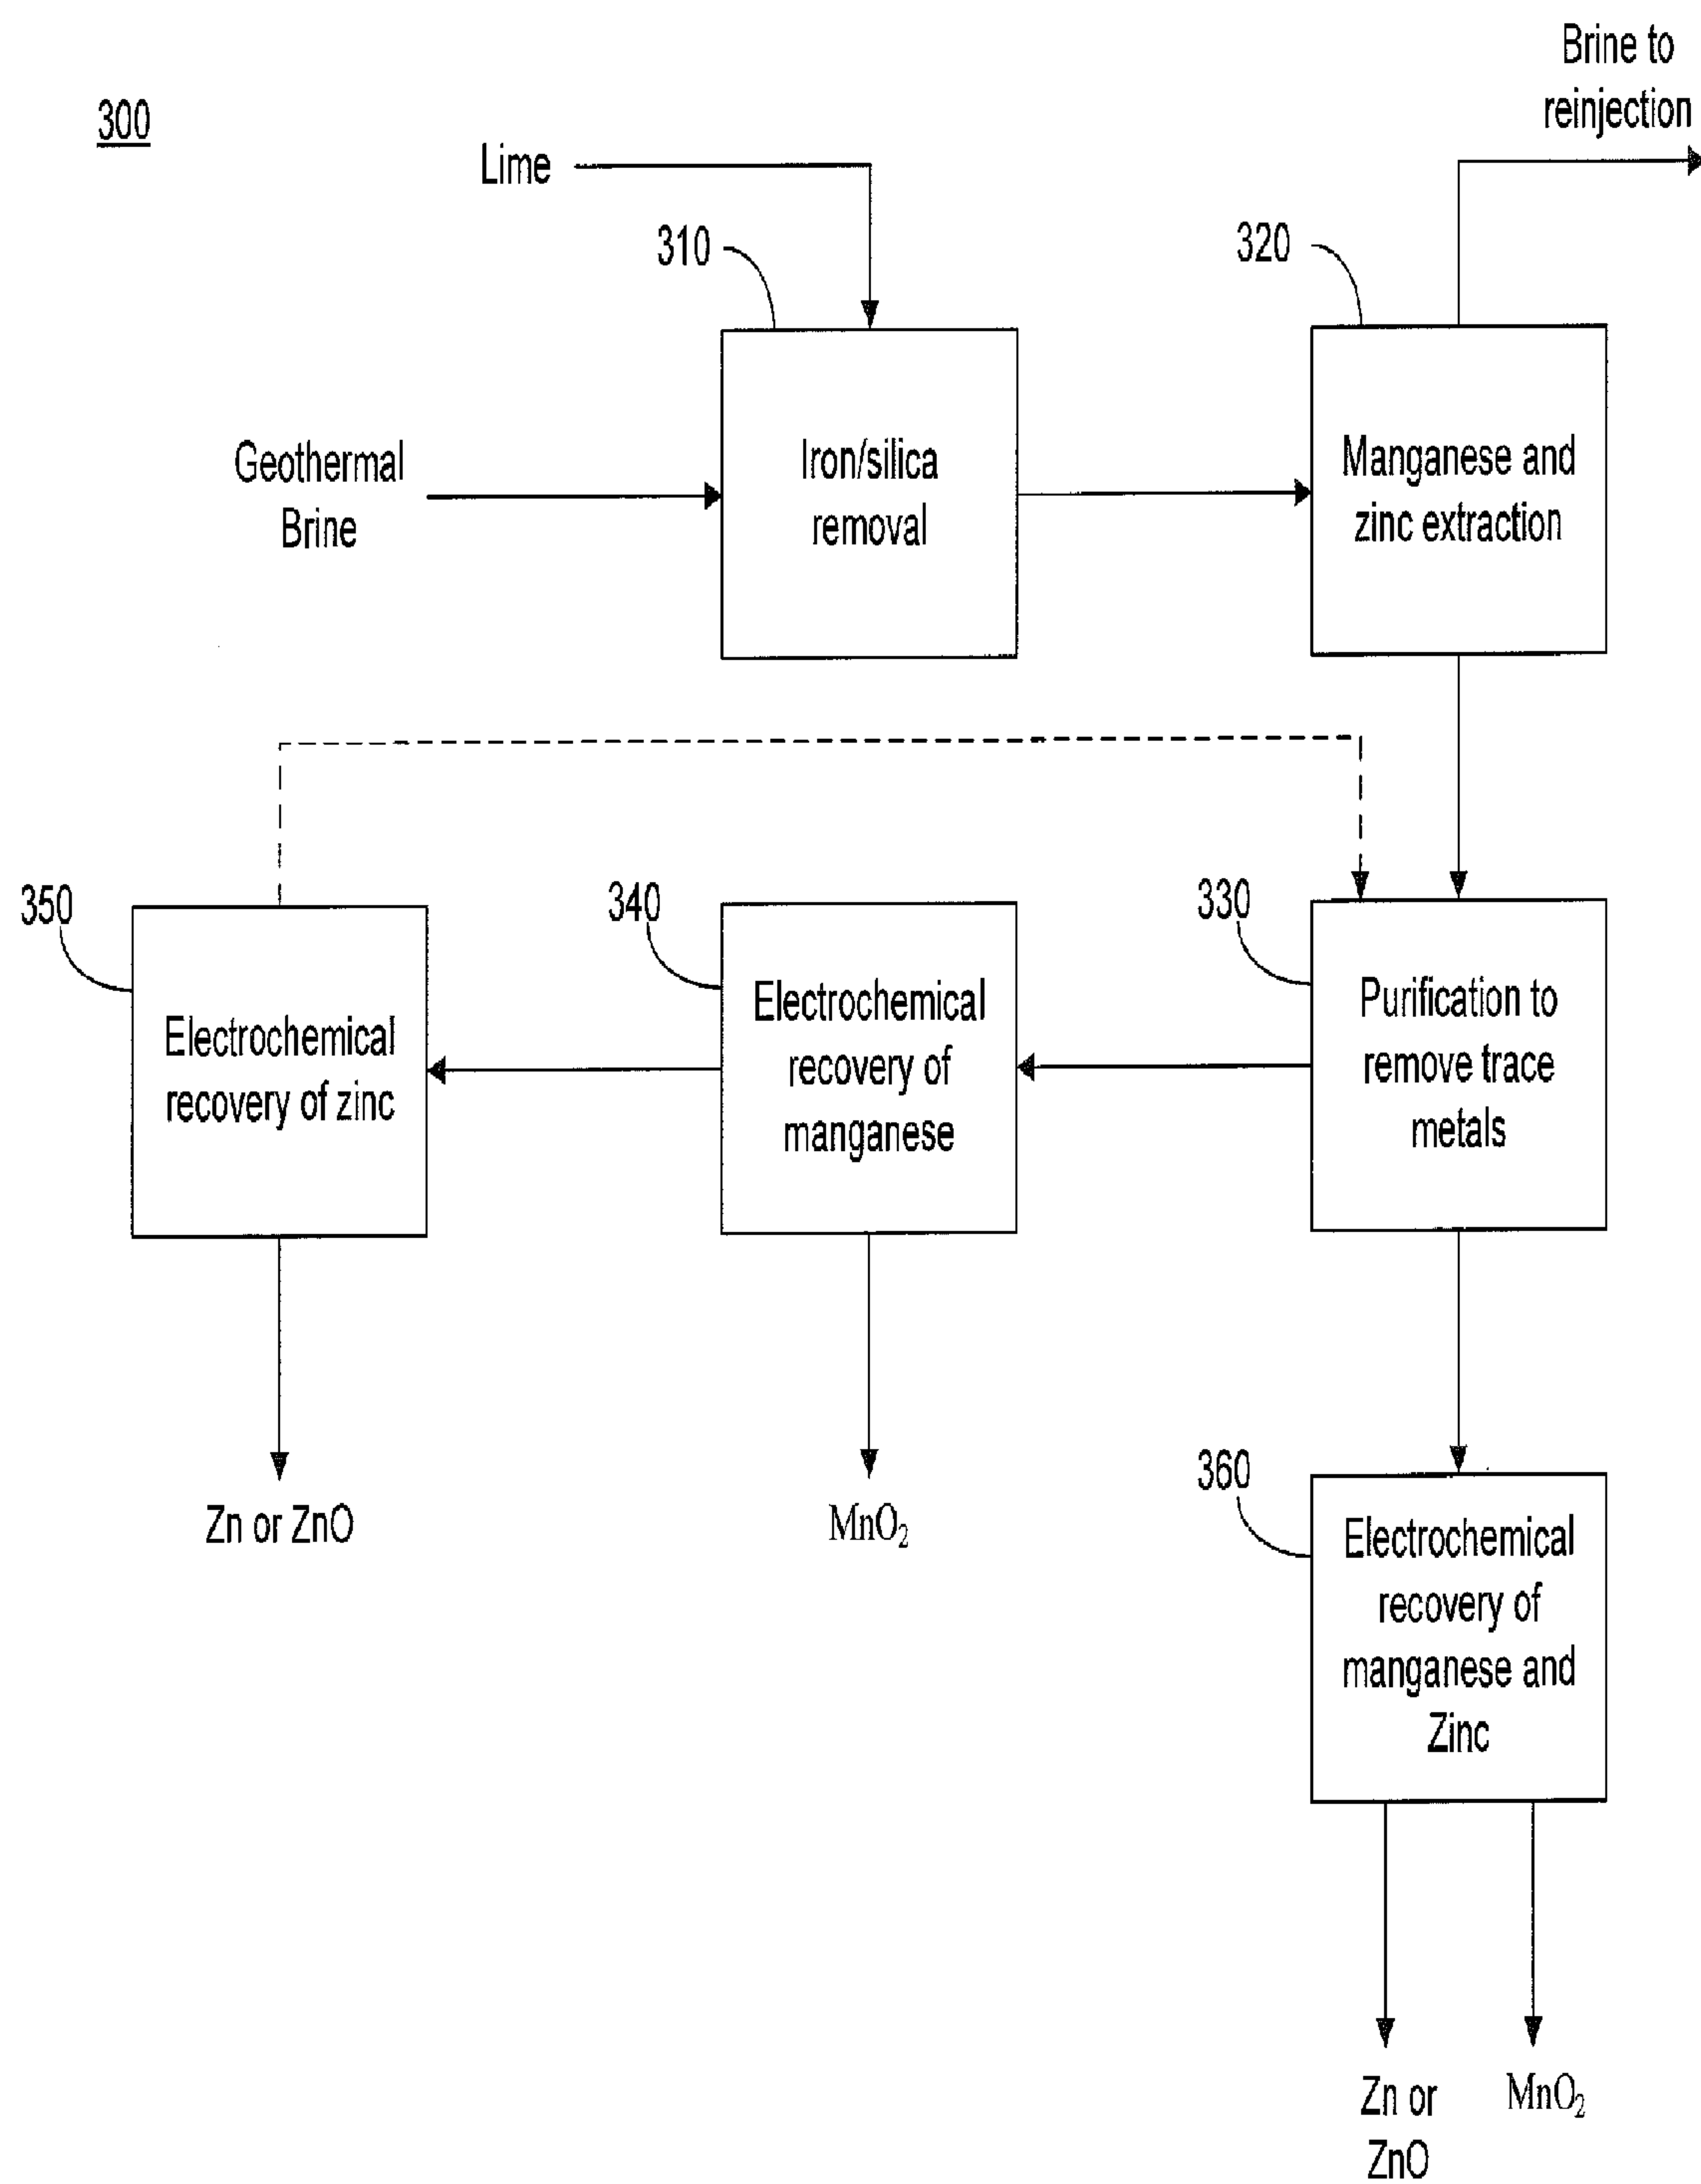 Brine to
reinjection
300
Lime
310
320
Geothermal
Brine
Iron/silica
removal
Manganese and
zinc extraction
350
340
330
Electrochemical
recovery of zinc
Electrochemical
recovery of
manganese
Purification to
remove trace
metals
360
Zn or ZnO
MnO₂
Electrochemical
recovery of
manganese and
Zinc
Zn or
ZnO
MnO₂